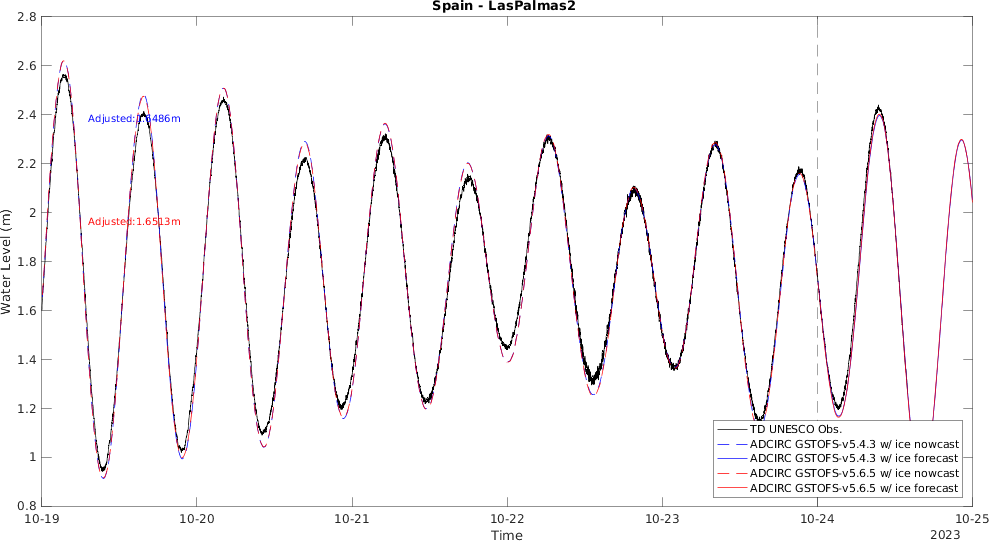 Spain - LasPalmas2
2.8
2.6
2.4
2.2
2
1.8
1.6
1.4
1.2
1
0.8
Water Level (m)
Adjusted:1.6486m
Adjusted:1.6513m
TD UNESCO Obs.
ADCIRC GSTOFS-v5.4.3 w/ ice nowcast
ADCIRC GSTOFS-v5.4.3 w/ ice forecast
ADCIRC GSTOFS-v5.6.5 w/ ice nowcast
ADCIRC GSTOFS-v5.6.5 w/ ice forecast
10-19 10-20 10-21 10-22 10-23 10-24 10-25
Time
2023